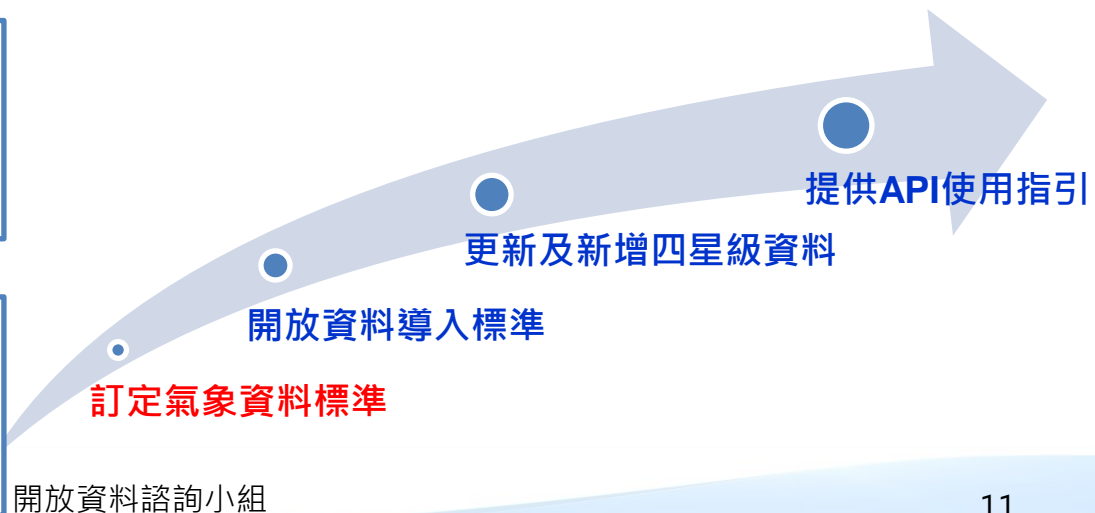 提供API使用指引
更新及新增四星級資料
開放資料導入標準
訂定氣象資料標準
開放資料諮詢小組
11